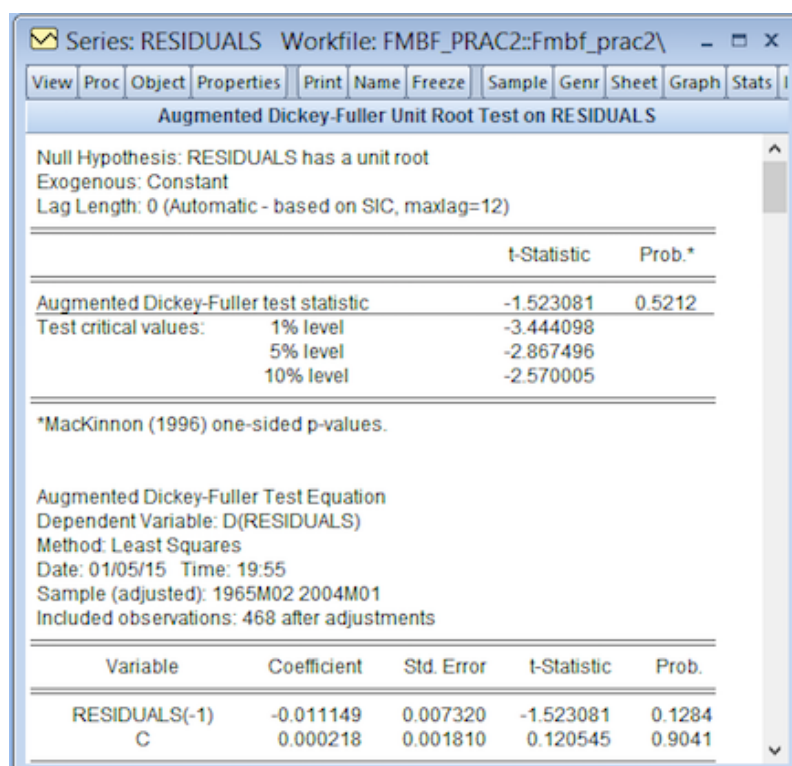 Series: RESIDUALS Workfile: FMBF_PRAC2::Fmbf_prac2\
View Proc Object Properties Print Name Freeze Sample Genr Sheet Graph Stats
Augmented Dickey-Fuller Unit Root Test on RESIDUALS
Null Hypothesis: RESIDUALS has a unit root
Exogenous: Constant
Lag Length: 0 (Automatic - based on SIC, maxlag=12)
t-Statistic Prob.*
Augmented Dickey-Fuller test statistic -1.523081 0.5212
Test critical values: 1% level -3.444098
5% level -2.867496
10% level -2.570005
*MacKinnon (1996) one-sided p-values.
Augmented Dickey-Fuller Test Equation
Dependent Variable: D(RESIDUALS)
Method: Least Squares
Date: 01/05/15 Time: 19:55
Sample (adjusted): 1965M02 2004M01
Included observations: 468 after adjustments
Variable Coefficient Std. Error t-Statistic Prob.
RESIDUALS(-1) -0.011149 0.007320 -1.523081 0.1284
C 0.000218 0.001810 0.120545 0.9041